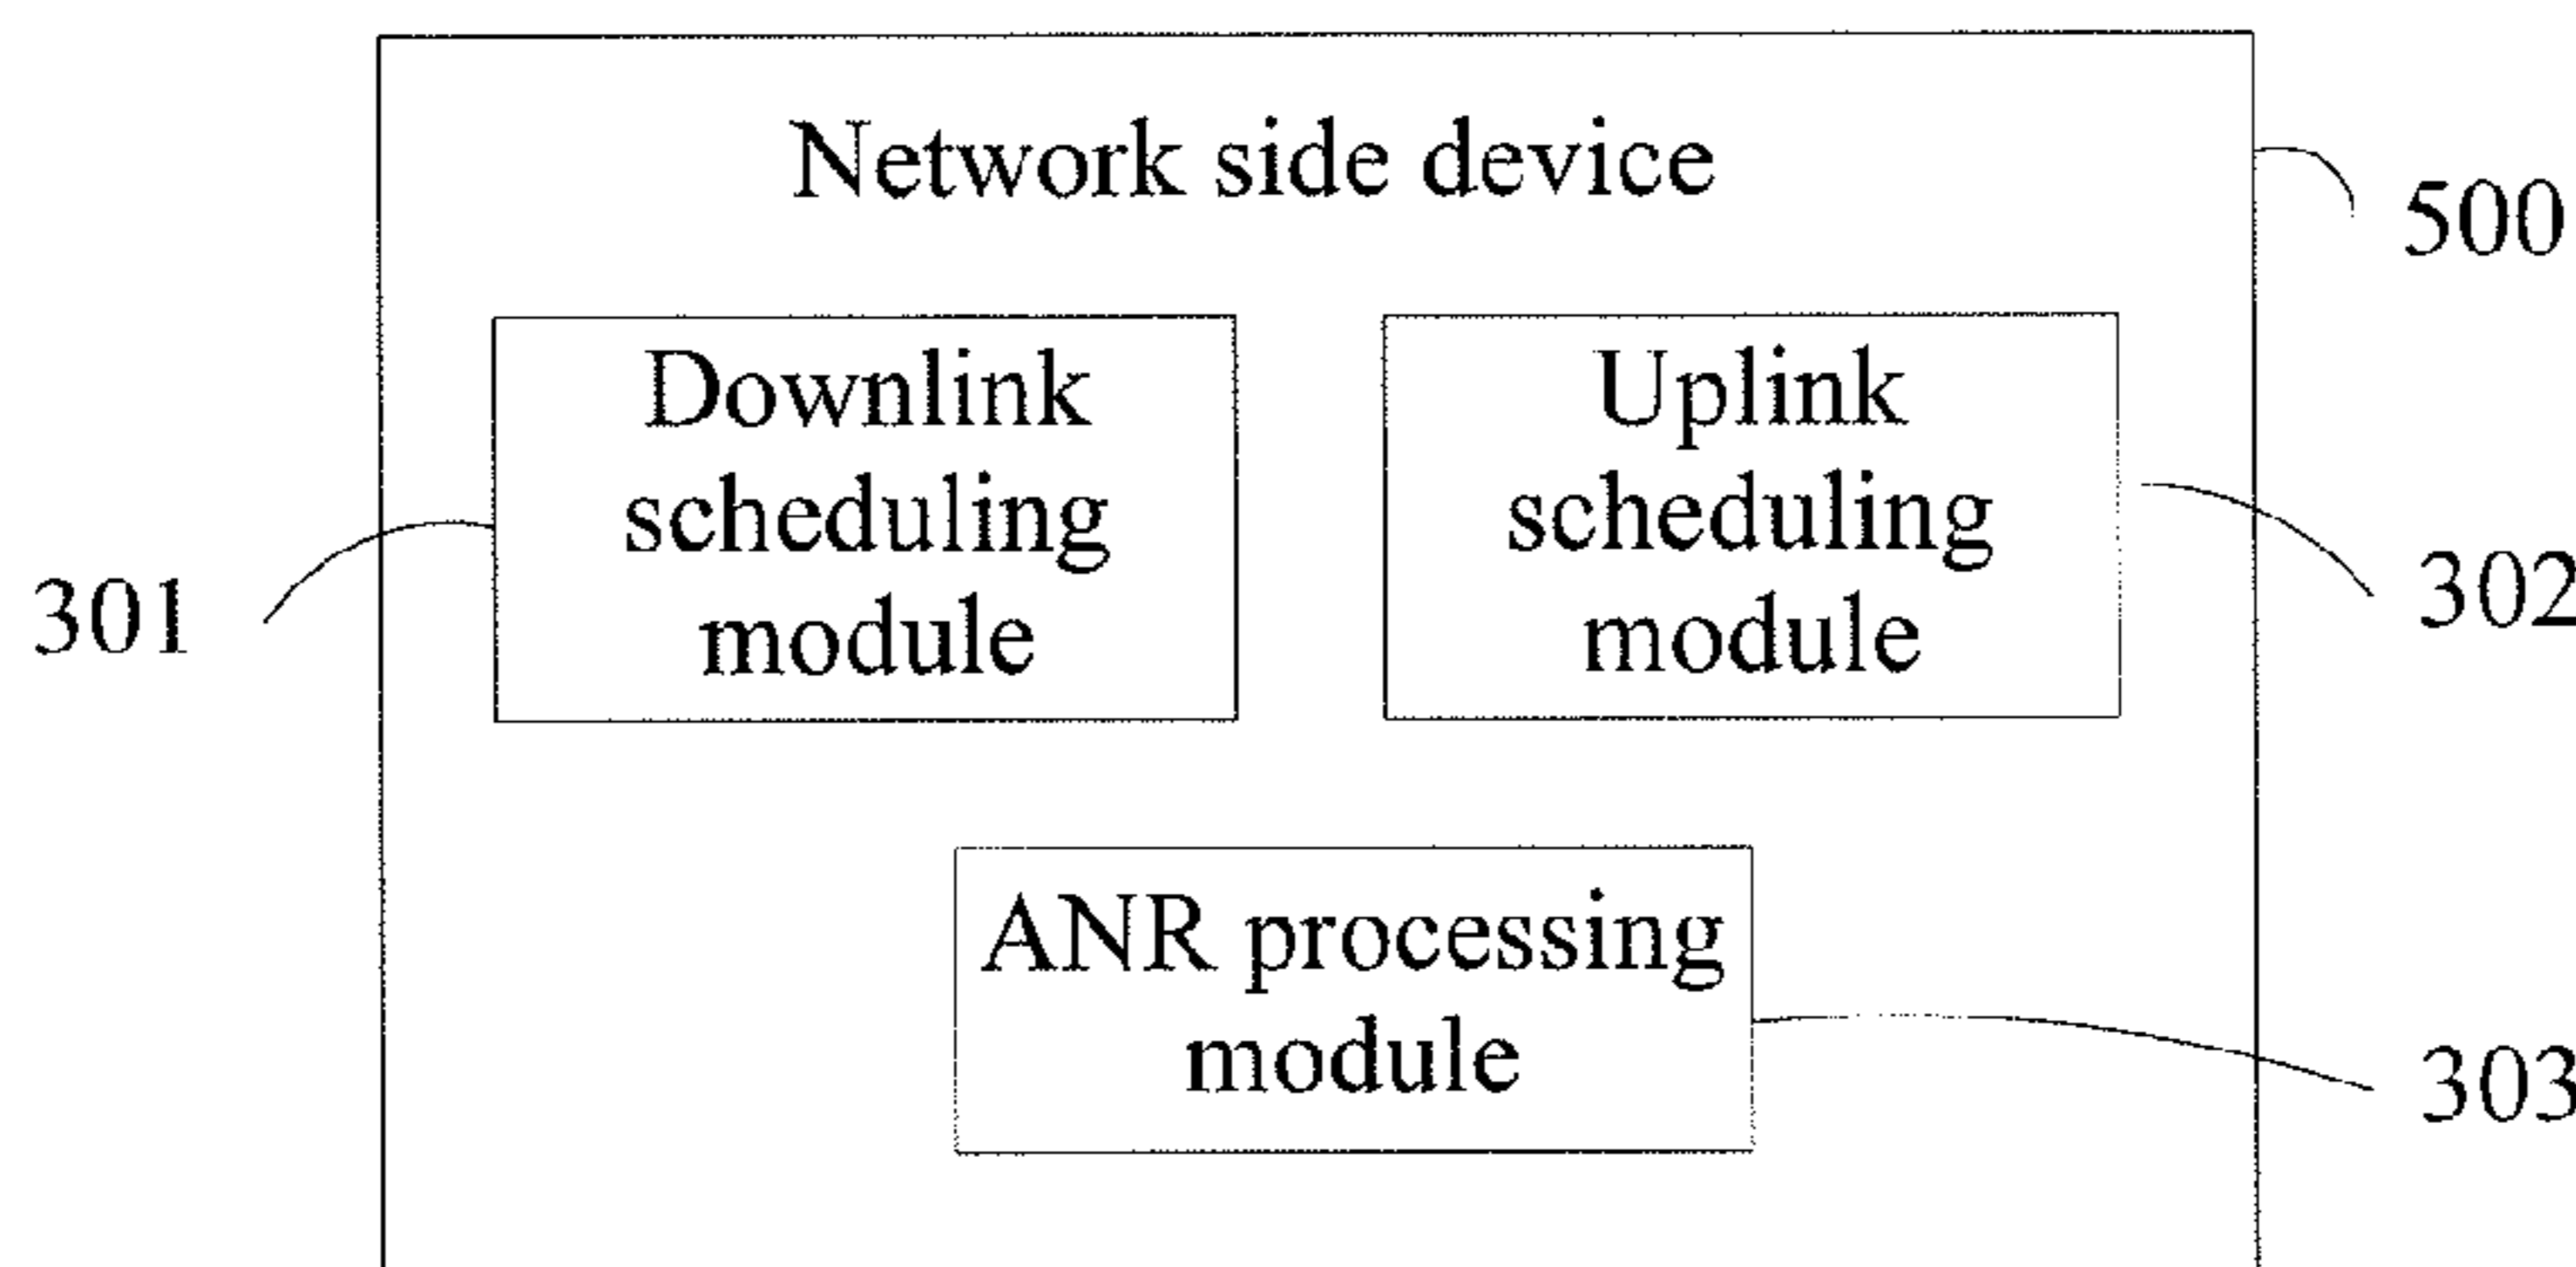 Network side device
500
Downlink
scheduling
module
Uplink
scheduling
module
301
302
ANR processing
module
303